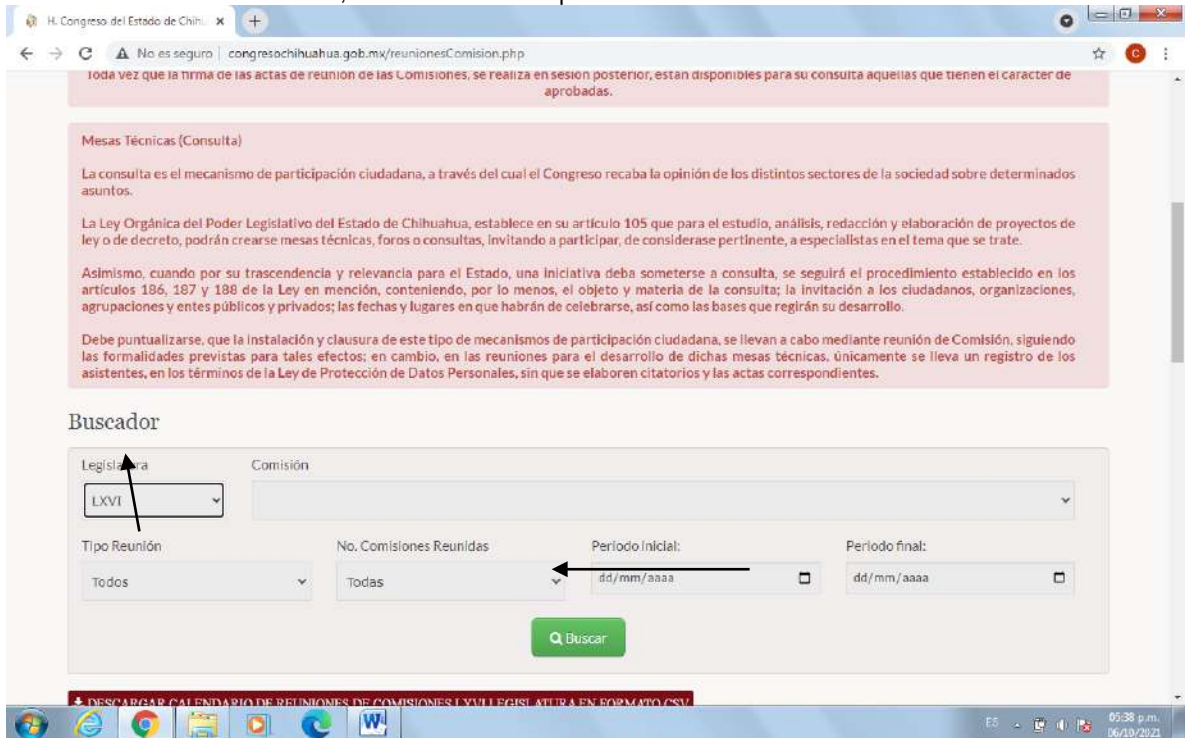 H. Congreso del Estado de Chihu
No es seguro | congresochihuahua.gob.mx/reunionesComision.php
C
Toda vez que la firma de las actas de reunión de las Comisiones, se realiza en sesión posterior, están disponibles para su consulta aquellas que tienen el carácter de
aprobadas.
Mesas Técnicas (Consulta)
La consulta es el mecanismo de participación ciudadana, a través del cual el Congreso recaba la opinión de los distintos sectores de la sociedad sobre determinados
asuntos.
La Ley Orgánica del Poder Legislativo del Estado de Chihuahua, establece en su artículo 105 que para el estudio, análisis, redacción y elaboración de proyectos de
ley o de decreto, podrán crearse mesas técnicas, foros o consultas, invitando a participar, de considerase pertinente, a especialistas en el tema que se trate.
Asimismo, cuando por su trascendencia y relevancia para el Estado, una iniciativa deba someterse a consulta, se seguirá el procedimiento establecido en los
artículos 186, 187 y 188 de la Ley en mención, conteniendo, por lo menos, el objeto y materia de la consulta; la invitación a los ciudadanos, organizaciones,
agrupaciones y entes públicos y privados; las fechas y lugares en que habrán de celebrarse, así como las bases que regirán su desarrollo.
Debe puntualizarse, que la instalación y clausura de este tipo de mecanismos de participación ciudadana, se llevan a cabo mediante reunión de Comisión, siguiendo
las formalidades previstas para tales efectos; en cambio, en las reuniones para el desarrollo de dichas mesas técnicas, únicamente se lleva un registro de los
asistentes, en los términos de la Ley de Protección de Datos Personales, sin que se elaboren citatorios y las actas correspondientes.
Buscador
Legislatura Comisión
LXVI
Tipo Reunión No. Comisiones Reunidas Periodo Inicial: Periodo final:
Todos Todas dd/mm/aaaa dd/mm/aaaa
Buscar
DESCARGAR CALENDARIO DE REUNIONES DE COMISIONES LXVI LEGISLATURA EN FORMATO CSV
ES 05:38 p.m.
06/10/2021